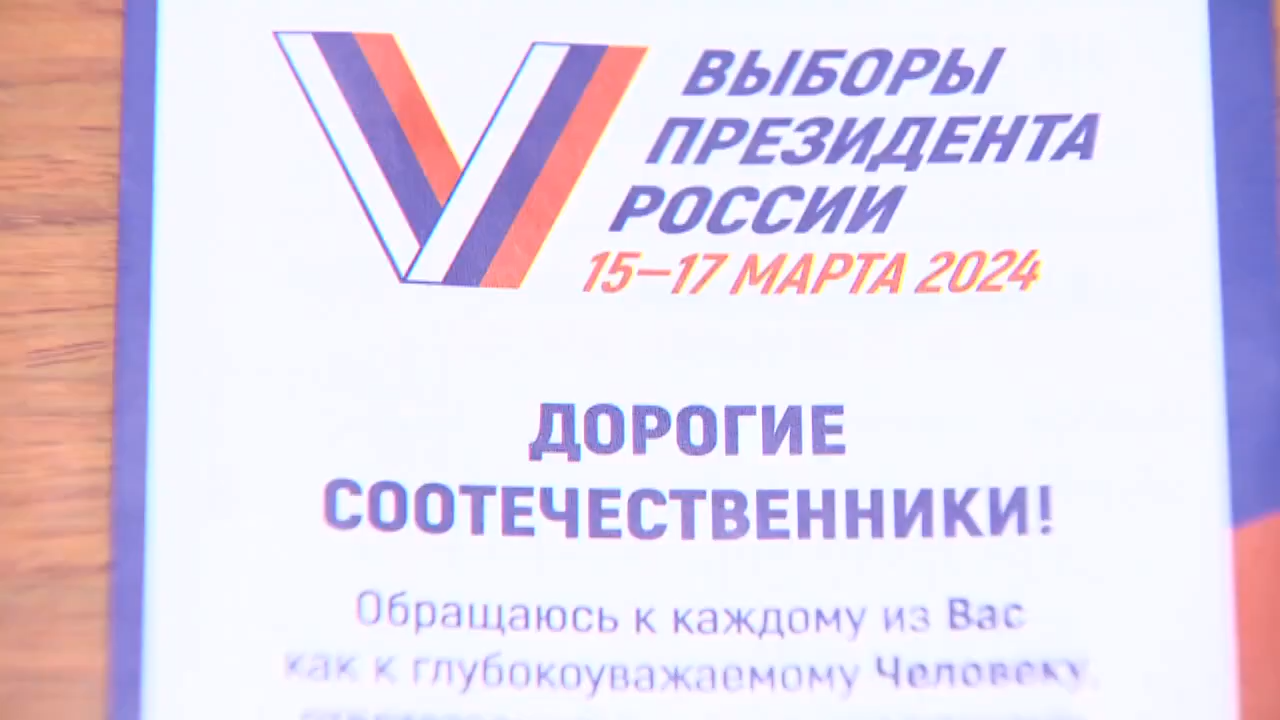 ВЫБОРЫ
ПРЕЗИДЕНТА
РОССИИ
15–17 МАРТА 2024
ДОРОГИЕ
СООТЕЧЕСТВЕННИКИ!
Обращаюсь к каждому из Вас
как к глубокоуважаемому Человеку,